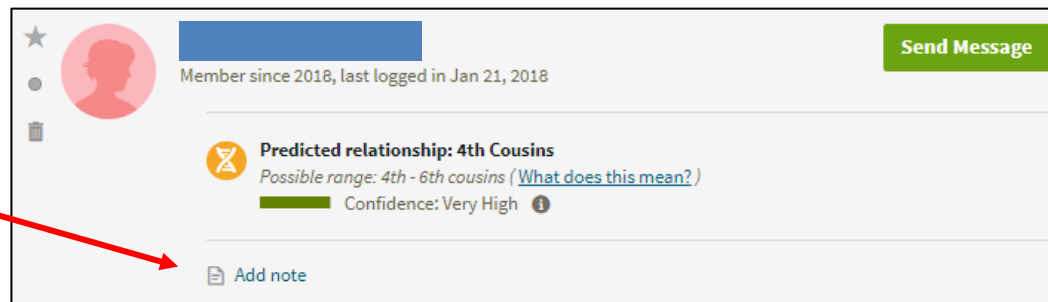 Send Message
Member since 2018, last logged in Jan 21, 2018
Predicted relationship: 4th Cousins
Possible range: 4th - 6th cousins ( What does this mean? )
Confidence: Very High
Add note